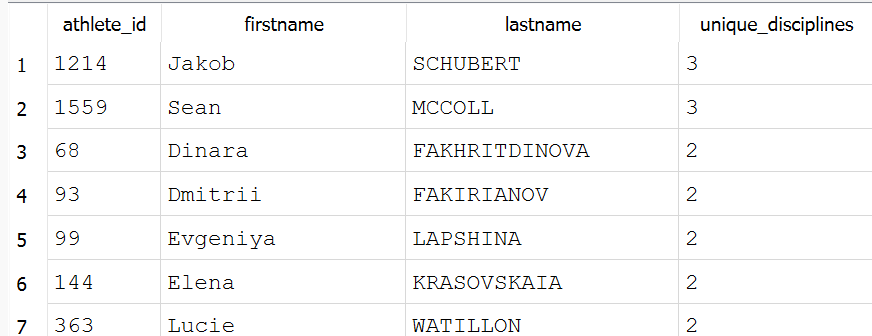 athlete_id firstname lastname unique_disciplines
1 1214 Jakob SCHUBERT 3
2 1559 Sean MCCOLL 3
3 68 Dinara FAKHRITDINOVA 2
4 93 Dmitrii FAKIRIANOV 2
5 99 Evgeniya LAPSHINA 2
6 144 Elena KRASOVSKAIA 2
7 363 Lucie WATILLON 2